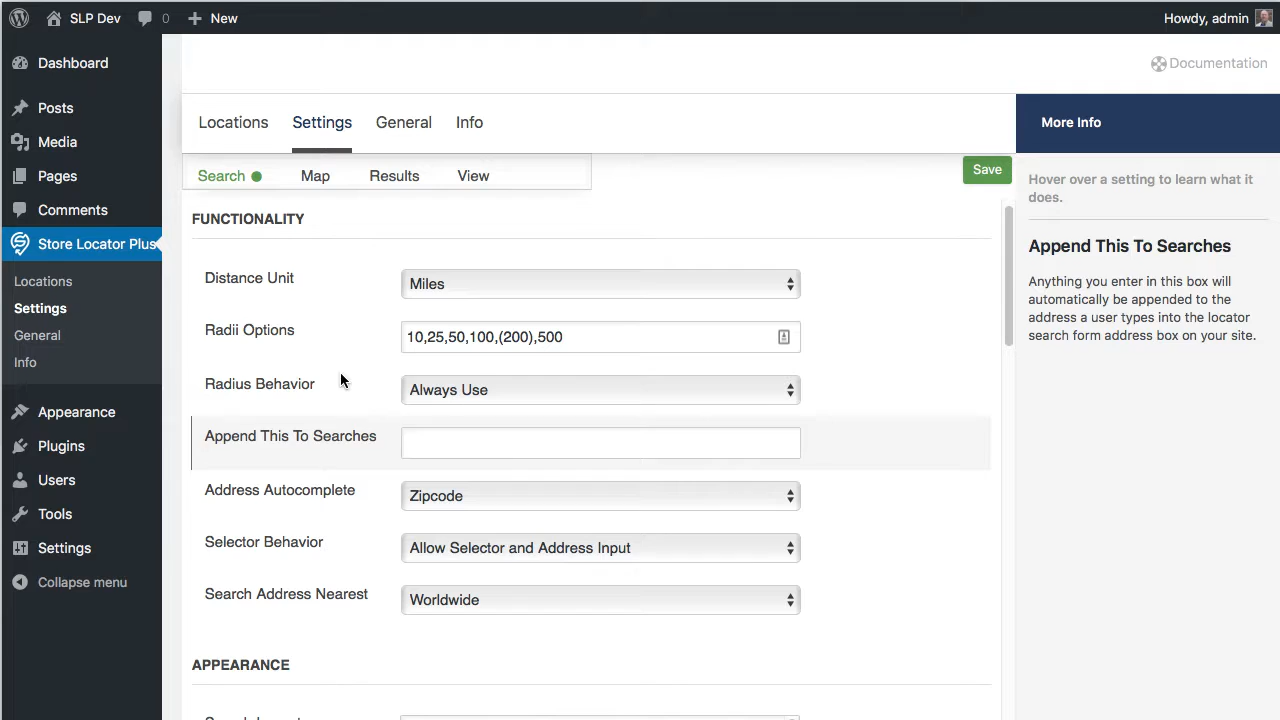 SLP Dev 0 New Howdy, admin
Dashboard
Posts
Media
Pages
Comments
Store Locator Plus
Locations
Settings
General
Info
Appearance
Plugins
Users
Tools
Settings
Collapse menu
Documentation
Locations Settings General Info
Search Map Results View
Save
FUNCTIONALITY
Distance Unit Miles
Radii Options 10,25,50,100,(200),500
Radius Behavior Always Use
Append This To Searches
Address Autocomplete Zipcode
Selector Behavior Allow Selector and Address Input
Search Address Nearest Worldwide
APPEARANCE
More Info
Hover over a setting to learn what it
does.
Append This To Searches
Anything you enter in this box will
automatically be appended to the
address a user types into the locator
search form address box on your site.